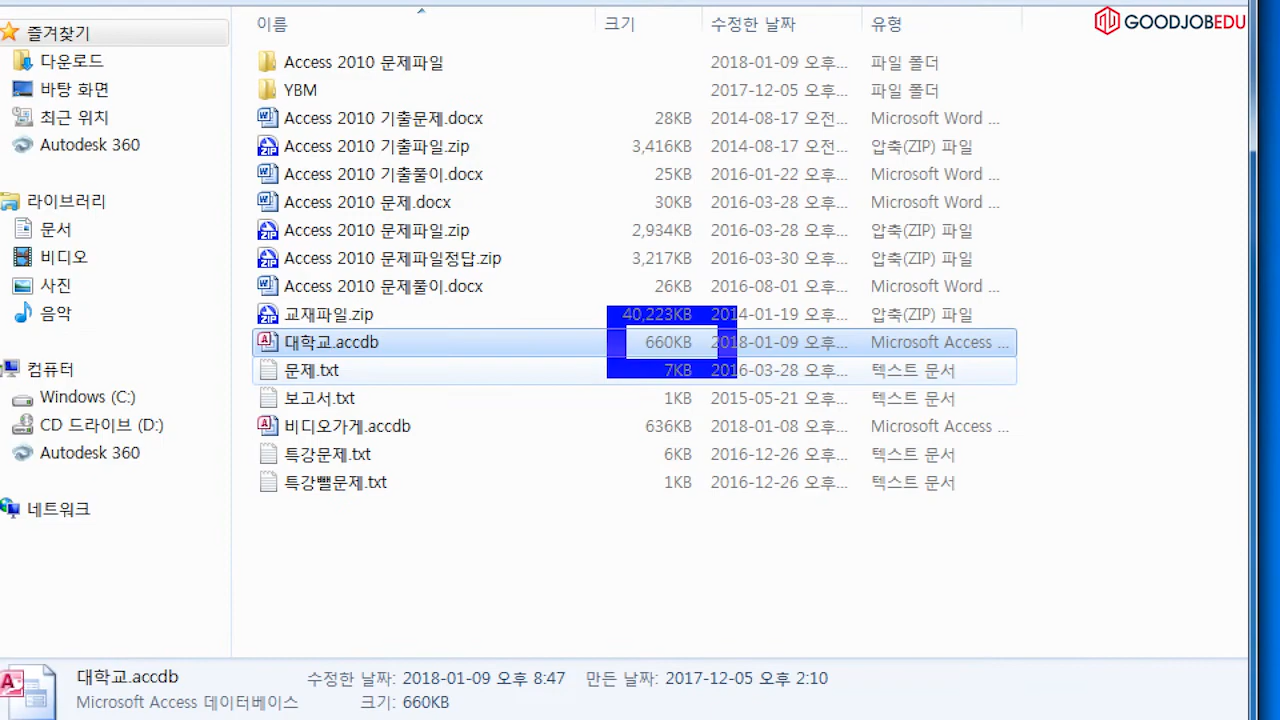 이름 크기 수정한 날짜 유형
GOODJOBEDU
즐겨찾기
다운로드
바탕 화면
최근 위치
Autodesk 360
라이브러리
문서
비디오
사진
음악
컴퓨터
Windows (C:)
CD 드라이브 (D:)
Autodesk 360
네트워크
Access 2010 문제파일 2018-01-09 오후... 파일 폴더
YBM 2017-12-05 오후... 파일 폴더
Access 2010 기출문제.docx 28KB 2014-08-17 오전... Microsoft Word ...
Access 2010 기출파일.zip 3,416KB 2014-08-17 오전... 압축(ZIP) 파일
Access 2010 기출풀이.docx 25KB 2016-01-22 오후... Microsoft Word ...
Access 2010 문제.docx 30KB 2016-03-28 오후... Microsoft Word ...
Access 2010 문제파일.zip 2,934KB 2016-03-28 오후... 압축(ZIP) 파일
Access 2010 문제파일정답.zip 3,217KB 2016-03-30 오후... 압축(ZIP) 파일
Access 2010 문제풀이.docx 26KB 2016-08-01 오후... Microsoft Word ...
교재파일.zip 40,223KB 2014-01-19 오후... 압축(ZIP) 파일
대학교.accdb 660KB 2018-01-09 오후... Microsoft Access ...
문제.txt 7KB 2016-03-28 오후... 텍스트 문서
보고서.txt 1KB 2015-05-21 오후... 텍스트 문서
비디오가게.accdb 636KB 2018-01-08 오후... Microsoft Access ...
특강문제.txt 6KB 2016-12-26 오후... 텍스트 문서
특강뺄문제.txt 1KB 2016-12-26 오후... 텍스트 문서
대학교.accdb 수정한 날짜: 2018-01-09 오후 8:47 만든 날짜: 2017-12-05 오후 2:10
Microsoft Access 데이터베이스 크기: 660KB